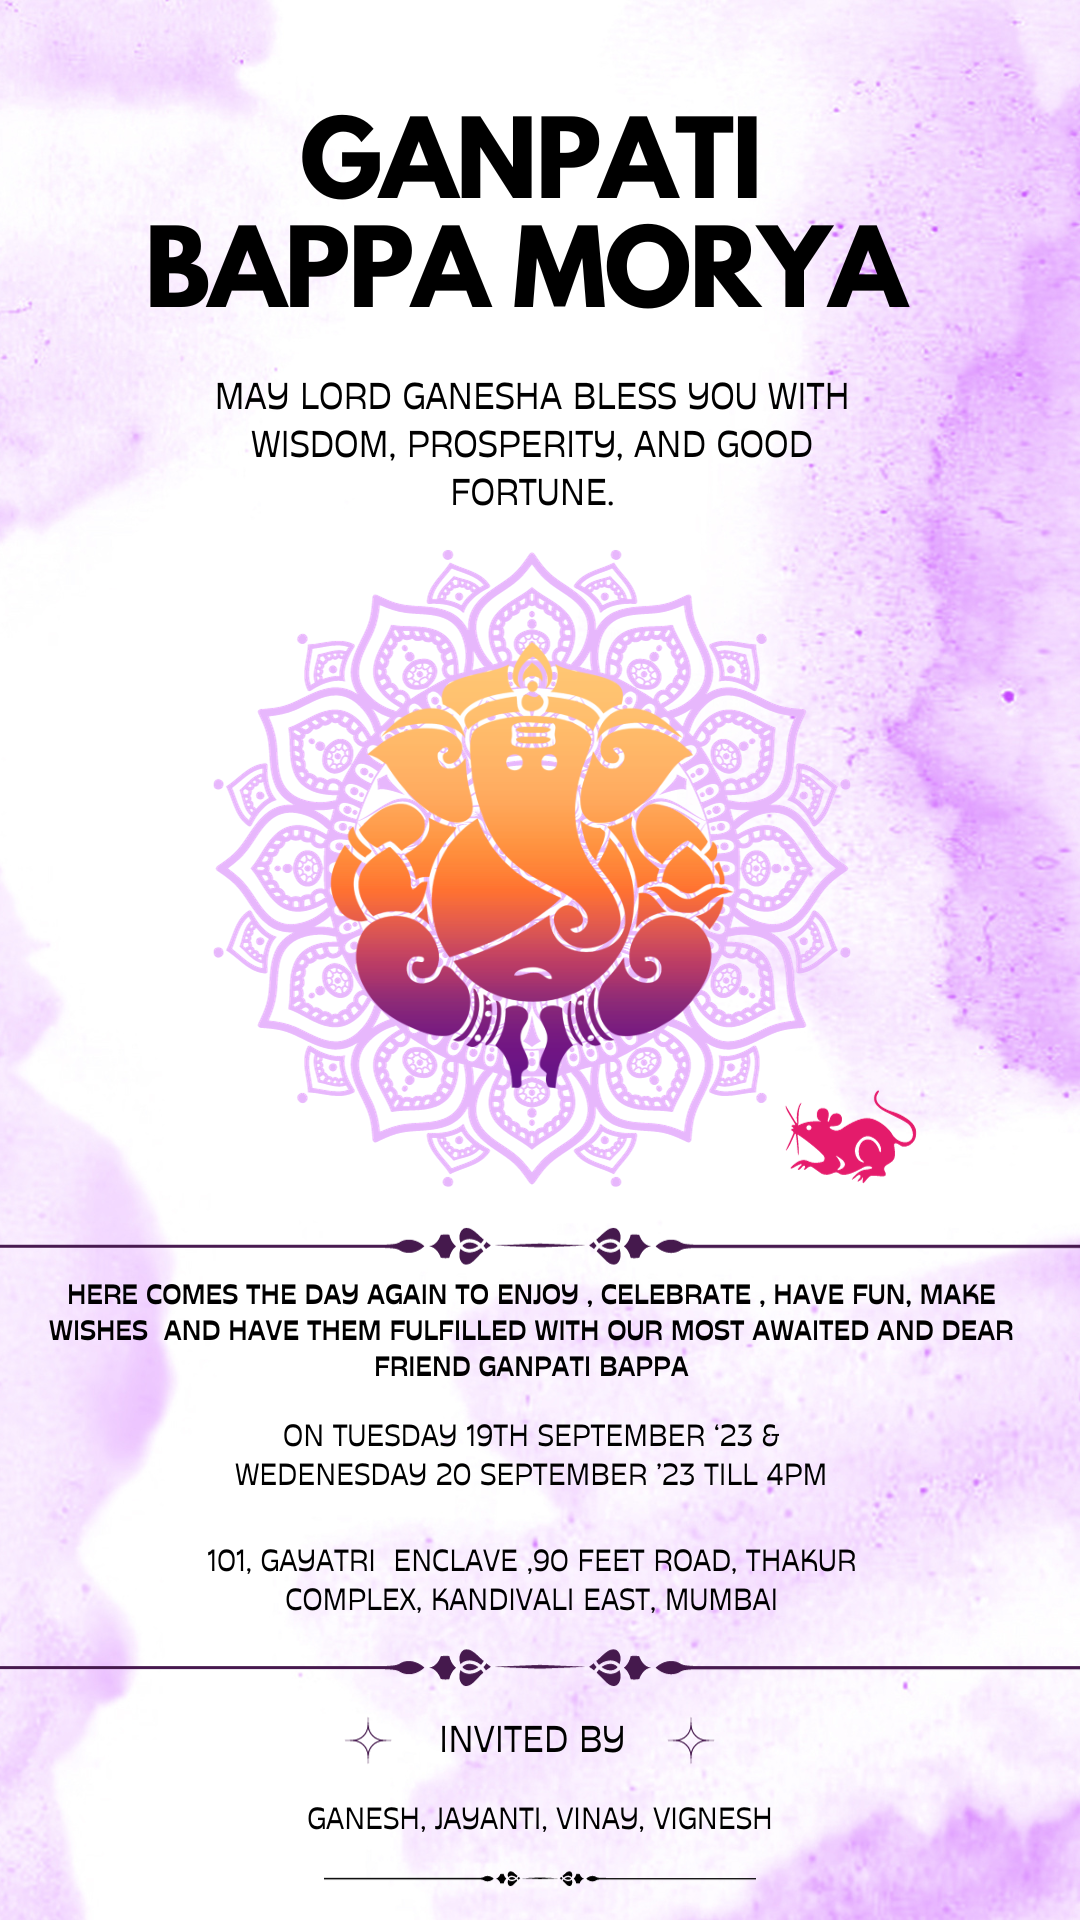 GANPATI
BAPPA MORYA
MAY LORD GANESHA BLESS YOU WITH
WISDOM, PROSPERITY, AND GOOD
FORTUNE.
HERE COMES THE DAY AGAIN TO ENJOY , CELEBRATE , HAVE FUN, MAKE
WISHES  AND HAVE THEM FULFILLED WITH OUR MOST AWAITED AND DEAR
FRIEND GANPATI BAPPA
ON TUESDAY 19TH SEPTEMBER ‘23 &
WEDENESDAY 20 SEPTEMBER ’23 TILL 4PM
101, GAYATRI  ENCLAVE ,90 FEET ROAD, THAKUR
COMPLEX, KANDIVALI EAST, MUMBAI
INVITED BY
GANESH, JAYANTI, VINAY, VIGNESH